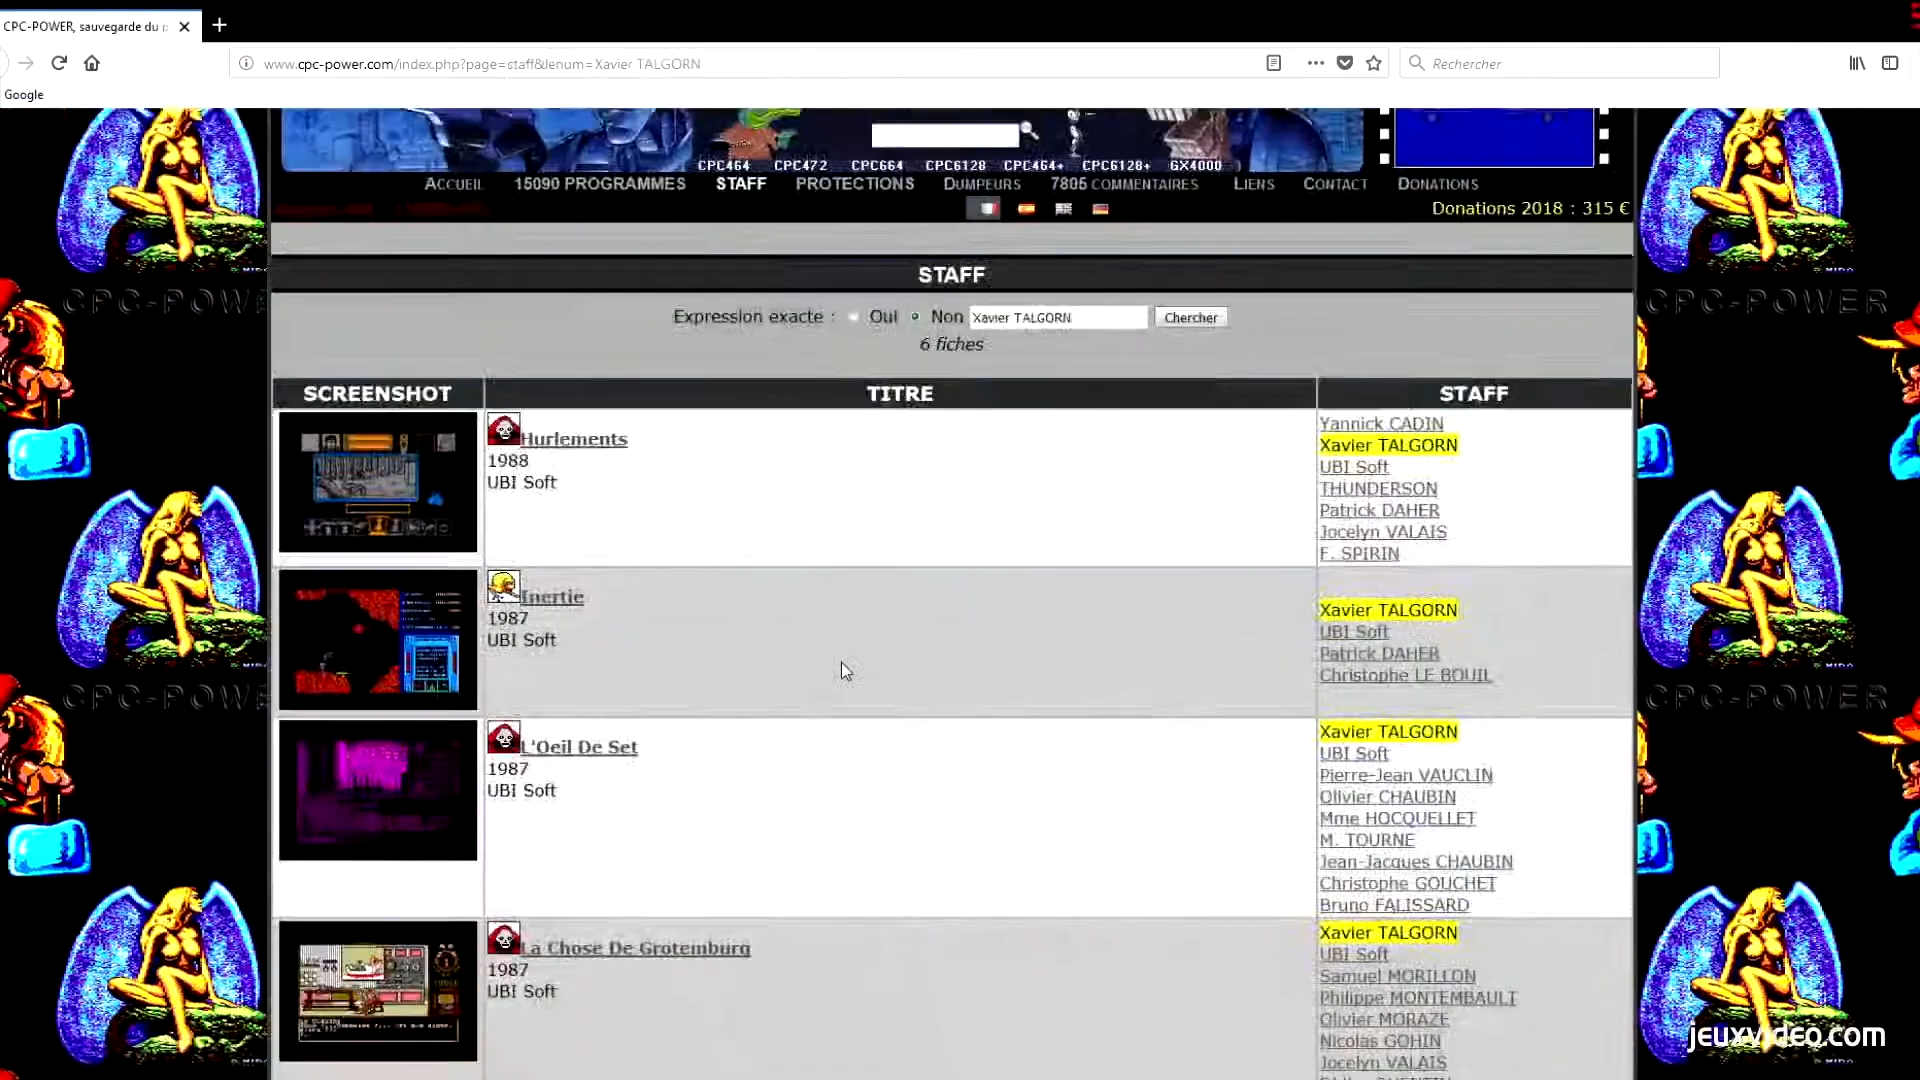 CPC-POWER, sauvegarde du p
www.cpc-power.com/index.php?page=staff&lenum=Xavier TALGORN
Rechercher
Google
CPC464 CPC472 CPC664 CPC6128 CPC464+ CPC6128+ GX4000
ACCUEIL 15090 PROGRAMMES STAFF PROTECTIONS DUMPEURS 7805 COMMENTAIRES LIENS CONTACT DONATIONS
Donations 2018 : 315 €
STAFF
Expression exacte : Oui Non Xavier TALGORN Chercher
6 fiches
SCREENSHOT TITRE STAFF
Hurlements
1988
UBI Soft
Yannick CADIN
Xavier TALGORN
UBI Soft
THUNDERSON
Patrick DAHER
Jocelyn VALAIS
F. SPIRIN
Inertie
1987
UBI Soft
Xavier TALGORN
UBI Soft
Patrick DAHER
Christophe LE BOUIL
L'Oeil De Set
1987
UBI Soft
Xavier TALGORN
UBI Soft
Pierre-Jean VAUCLIN
Olivier CHAUBIN
Mme HOCQUELLET
M. TOURNE
Jean-Jacques CHAUBIN
Christophe GOUCHET
Bruno FALISSARD
La Chose De Grotemburg
1987
UBI Soft
Xavier TALGORN
UBI Soft
Samuel MORILLON
Philippe MONTEMBAULT
Olivier MORAZE
Nicolas GOHIN
Jocelyn VALAIS
CPC-POWER
CPC-POWER
CPC-POWER
CPC-POWER
jeuxvideo.com